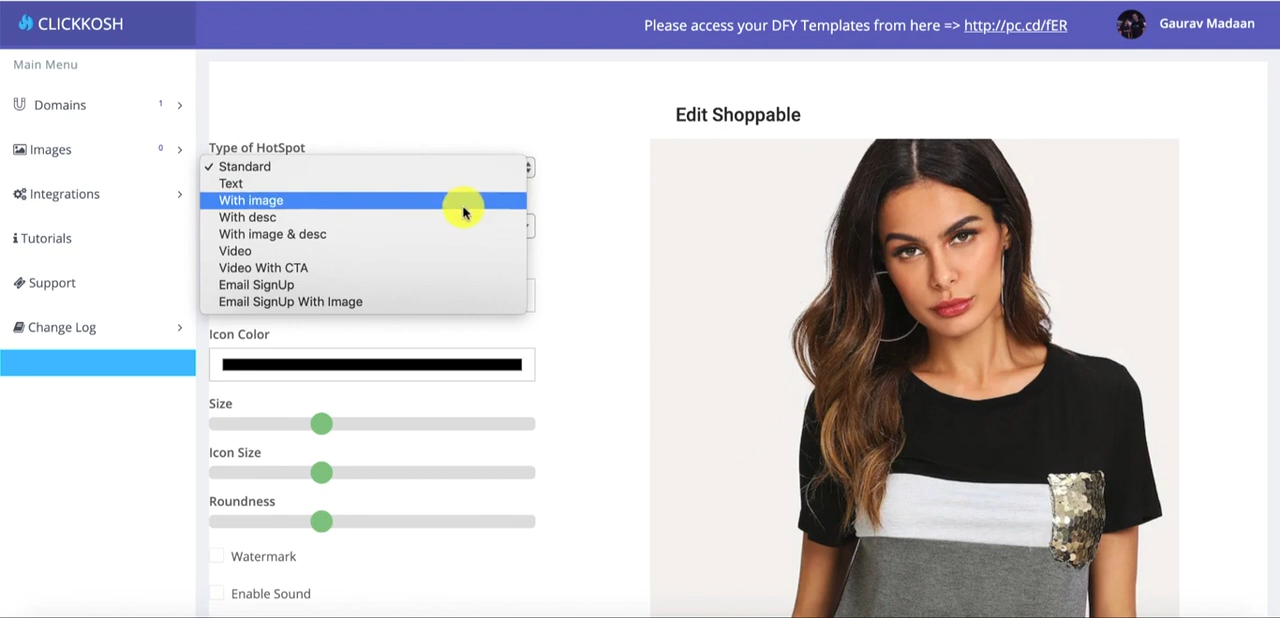 CLICKKOSH
Please access your DFY Templates from here => http://pc.cd/fER
Gaurav Madaan
Main Menu
Domains 1
Images 0
Integrations
Tutorials
Support
Change Log
Edit Shoppable
Type of HotSpot
Standard
Text
With image
With desc
With image & desc
Video
Video With CTA
Email SignUp
Email SignUp With Image
Icon Color
Size
Icon Size
Roundness
Watermark
Enable Sound